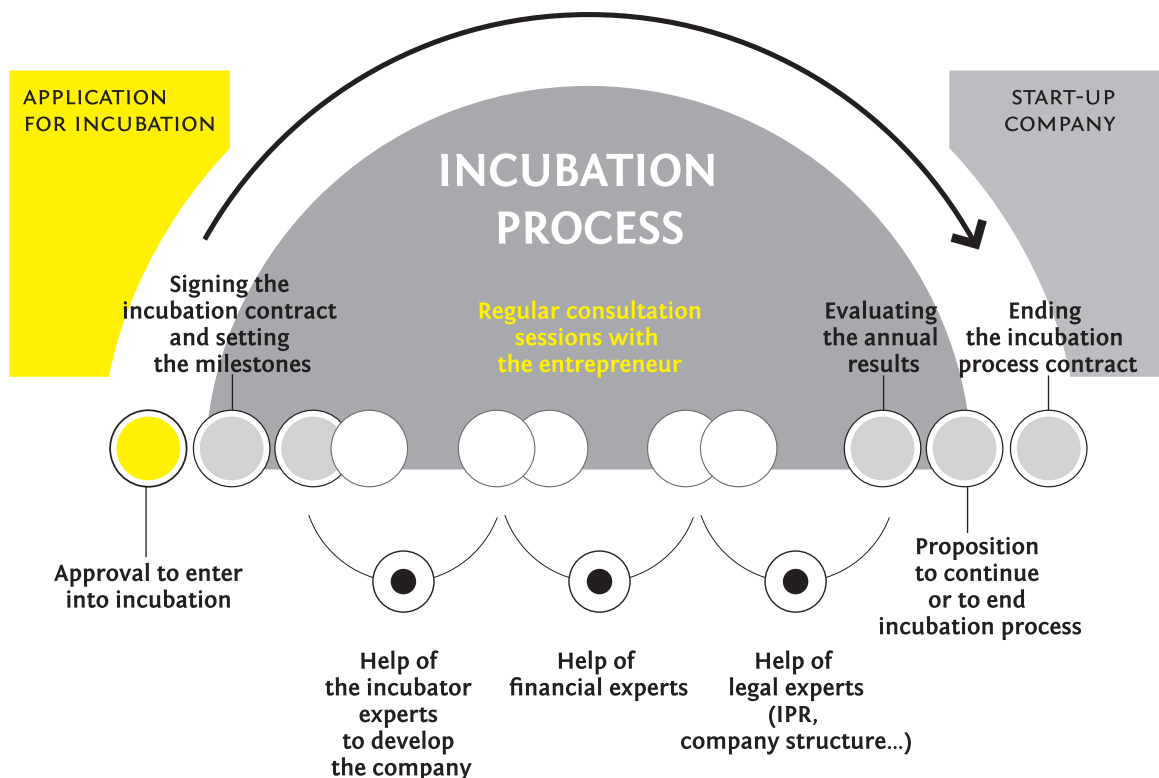 APPLICATION
FOR INCUBATION
START-UP
COMPANY
INCUBATION
PROCESS
Signing the
incubation contract
and setting
the milestones
Regular consultation
sessions with
the entrepreneur
Evaluating
the annual
results
Ending
the incubation
process contract
Approval to enter
into incubation
Proposition
to continue
or to end
incubation process
Help of
the incubator
experts
to develop
the company
Help of
financial experts
Help of
legal experts
(IPR,
company structure...)